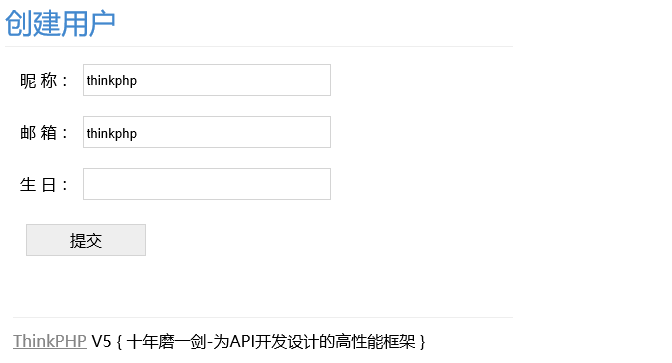 创建用户
昵 称： thinkphp
邮 箱： thinkphp
生 日：
提交
ThinkPHP V5 { 十年磨一剑-为API开发设计的高性能框架 }